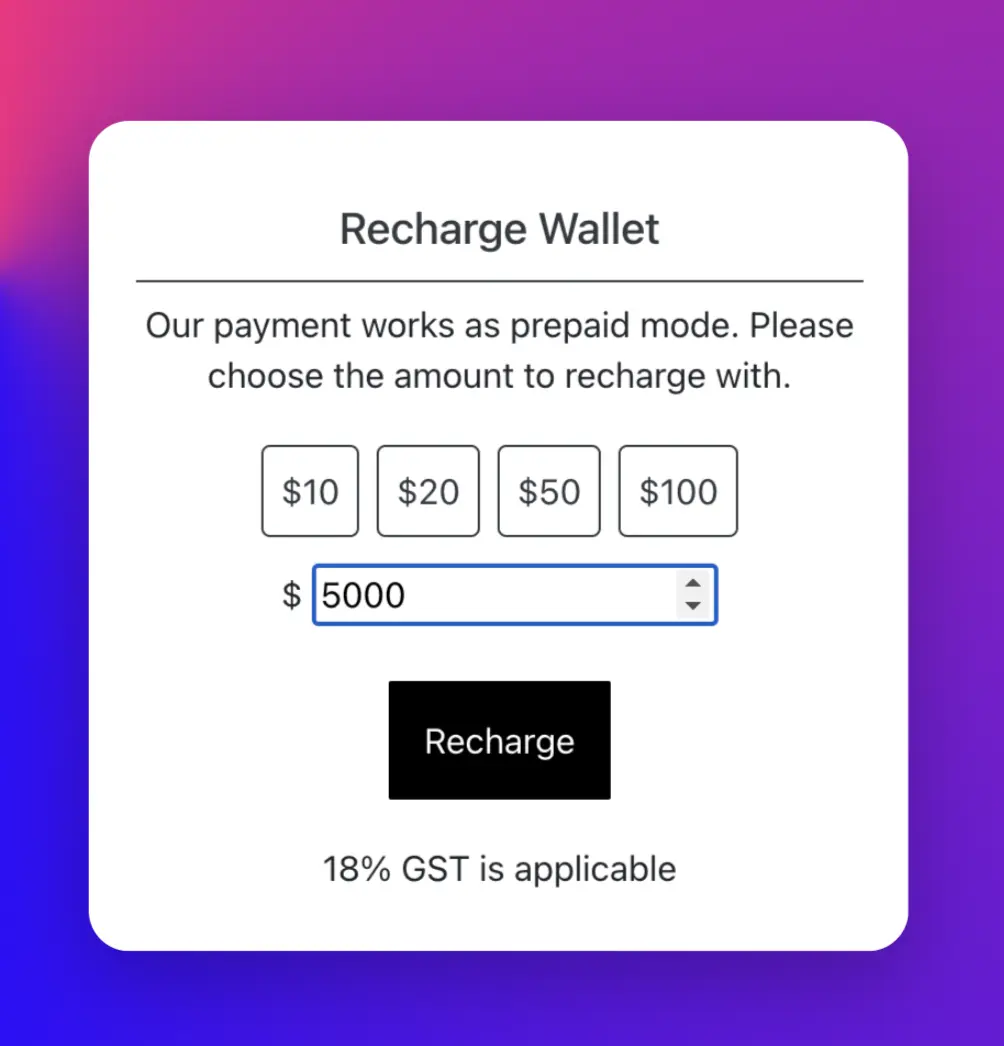 Recharge Wallet
Our payment works as prepaid mode. Please
choose the amount to recharge with.
$10 $20 $50 $100
$ 5000
Recharge
18% GST is applicable